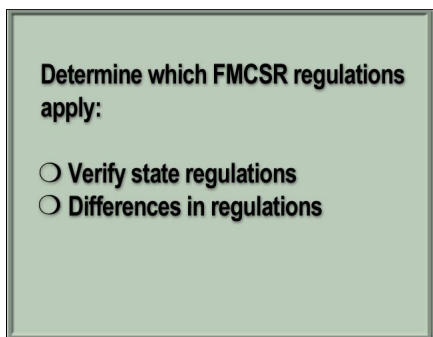 Determine which FMCSR regulations
apply:
❍ Verify state regulations
❍ Differences in regulations